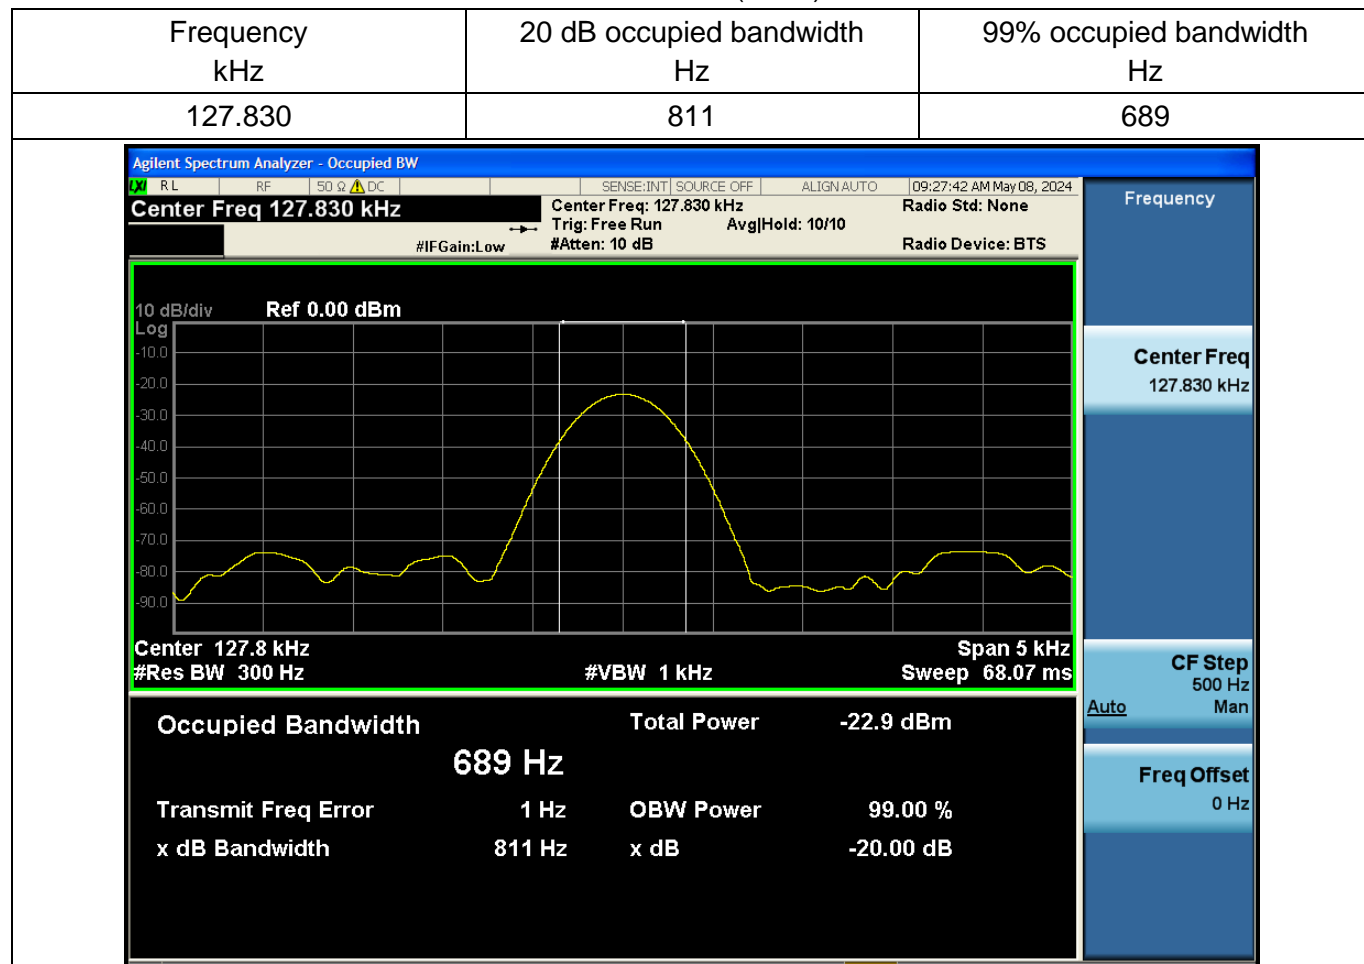 Frequency
kHz
20 dB occupied bandwidth
Hz
99% occupied bandwidth
Hz
127.830
811
689
Agilent Spectrum Analyzer - Occupied BW
LXI RL RF 50 Ω DC SENSE:INT SOURCE OFF ALIGN AUTO 09:27:42 AM May 08, 2024
Center Freq 127.830 kHz
#IFGain:Low
Center Freq: 127.830 kHz
Trig: Free Run Avg|Hold: 10/10
#Atten: 10 dB
Radio Std: None
Radio Device: BTS
10 dB/div Ref 0.00 dBm
Log
-10.0
-20.0
-30.0
-40.0
-50.0
-60.0
-70.0
-80.0
-90.0
Center 127.8 kHz Span 5 kHz
#Res BW 300 Hz #VBW 1 kHz Sweep 68.07 ms
Occupied Bandwidth Total Power -22.9 dBm
689 Hz
Transmit Freq Error 1 Hz OBW Power 99.00 %
x dB Bandwidth 811 Hz x dB -20.00 dB
Frequency
Center Freq
127.830 kHz
CF Step
500 Hz
Auto Man
Freq Offset
0 Hz